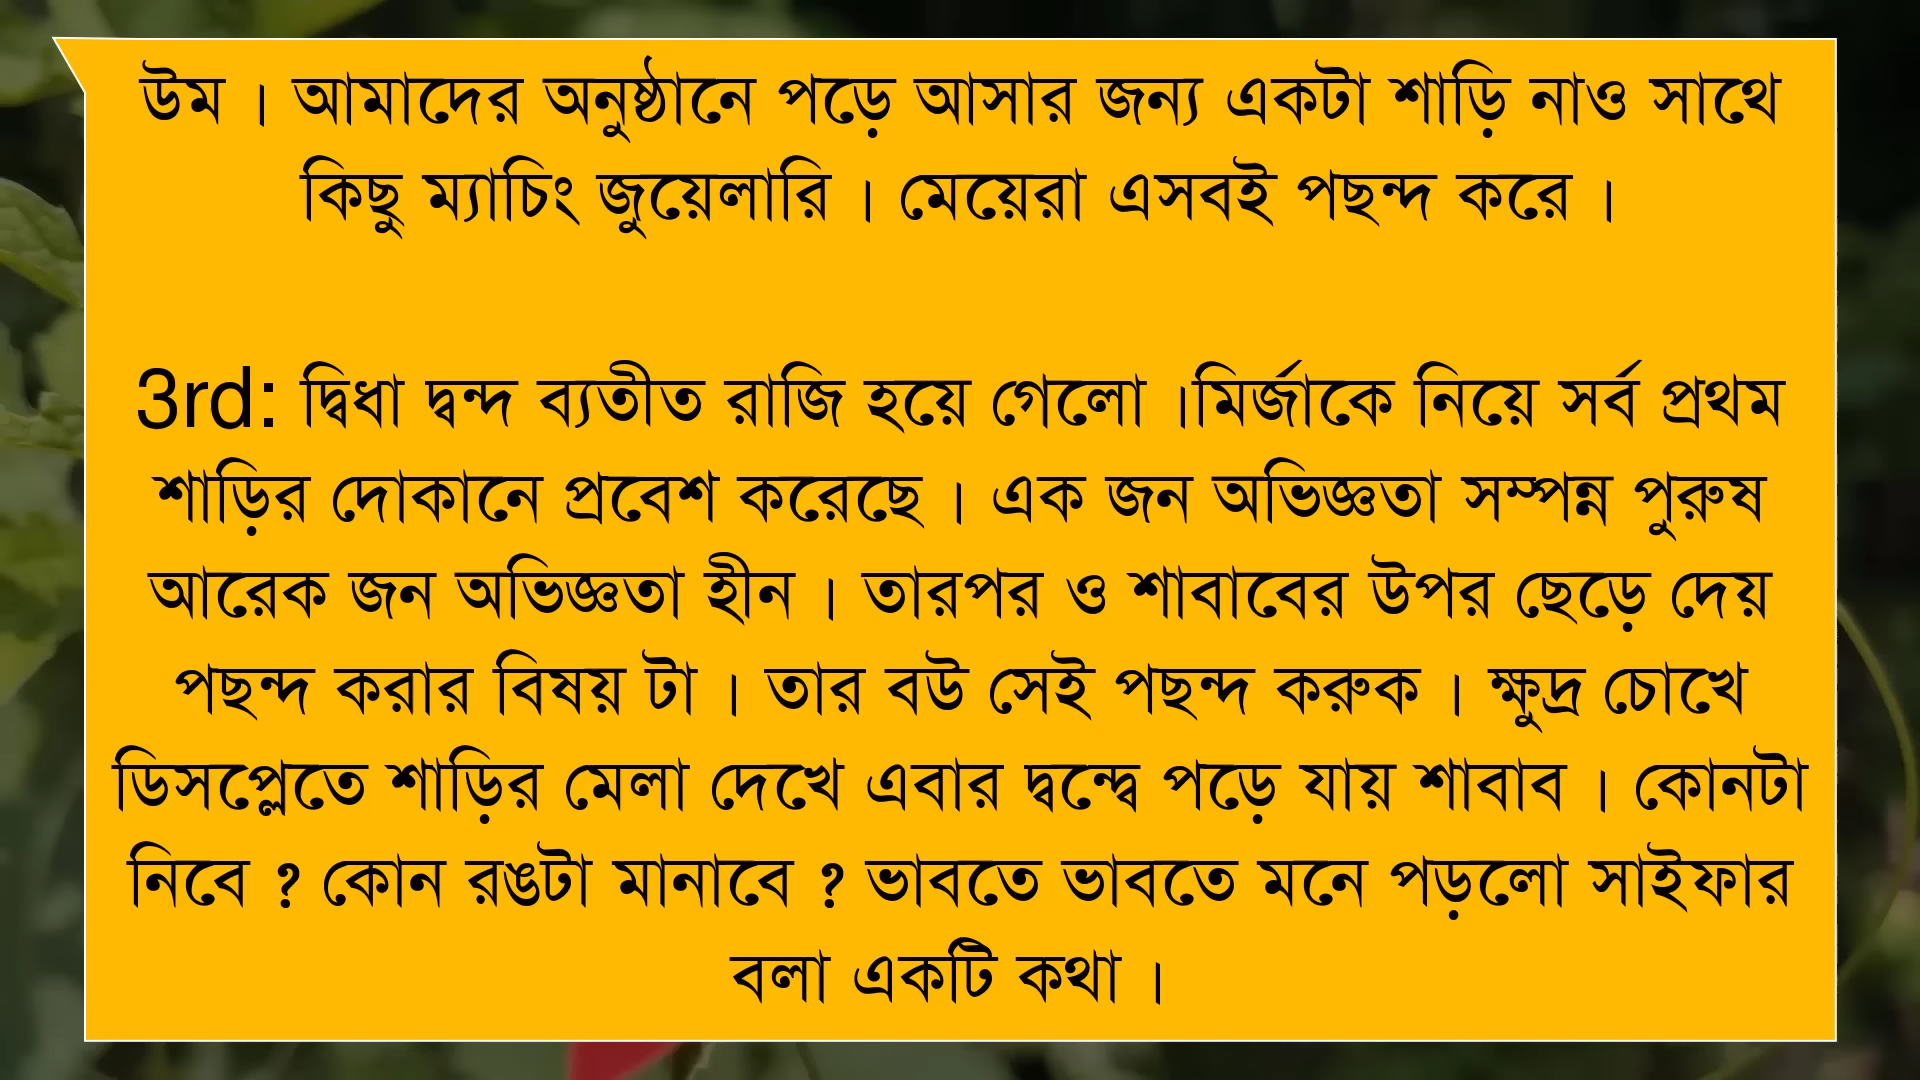 উম । আমাদের অনুষ্ঠানে পড়ে আসার জন্য একটা শাড়ি নাও সাথে
কিছু ম্যাচিং জুয়েলারি । মেয়েরা এসবই পছন্দ করে ।
3rd: দ্বিধা দ্বন্দ ব্যতীত রাজি হয়ে গেলো ।মির্জাকে নিয়ে সর্ব প্রথম
শাড়ির দোকানে প্রবেশ করেছে । এক জন অভিজ্ঞতা সম্পন্ন পুরুষ
আরেক জন অভিজ্ঞতা হীন । তারপর ও শাবাবের উপর ছেড়ে দেয়
পছন্দ করার বিষয় টা । তার বউ সেই পছন্দ করুক । ক্ষুদ্র চোখে
ডিসপ্লেতে শাড়ির মেলা দেখে এবার দ্বন্দ্বে পড়ে যায় শাবাব । কোনটা
নিবে ? কোন রঙটা মানাবে ? ভাবতে ভাবতে মনে পড়লো সাইফার
বলা একটি কথা ।